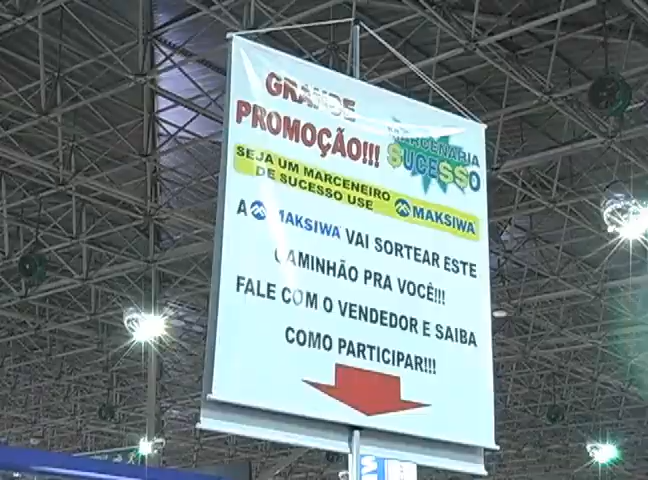 GRANDE
PROMOÇÃO!!!
MARCENARIA
SUCESSO
SEJA UM MARCENEIRO
DE SUCESSO USE MAKSIWA
A MAKSIWA VAI SORTEAR ESTE
CAMINHÃO PRA VOCÊ!!!
FALE COM O VENDEDOR E SAIBA
COMO PARTICIPAR!!!